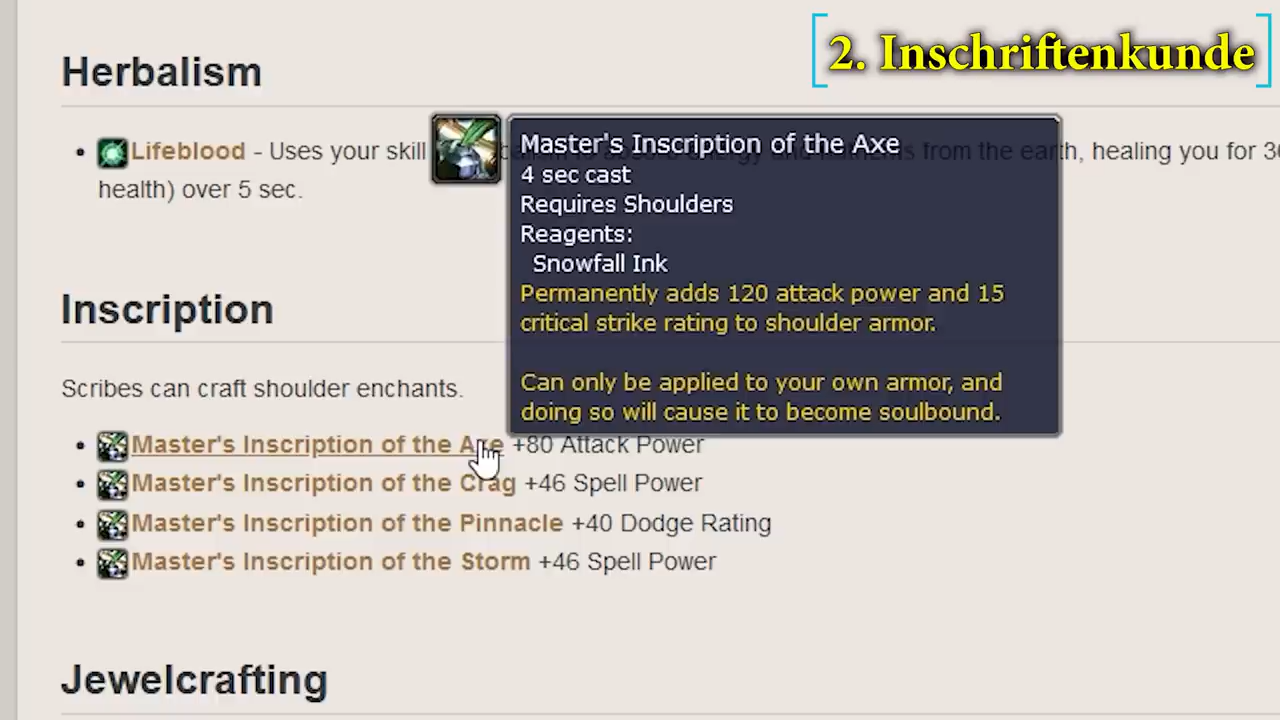 2. Inschriftenkunde
Herbalism
Lifeblood - Uses your skill from the earth, healing you for
health) over 5 sec.
Master's Inscription of the Axe
4 sec cast
Requires Shoulders
Reagents:
Snowfall Ink
Permanently adds 120 attack power and 15
critical strike rating to shoulder armor.
Can only be applied to your own armor, and
doing so will cause it to become soulbound.
Inscription
Scribes can craft shoulder enchants.
Master's Inscription of the Axe +80 Attack Power
Master's Inscription of the Crag +46 Spell Power
Master's Inscription of the Pinnacle +40 Dodge Rating
Master's Inscription of the Storm +46 Spell Power
Jewelcrafting